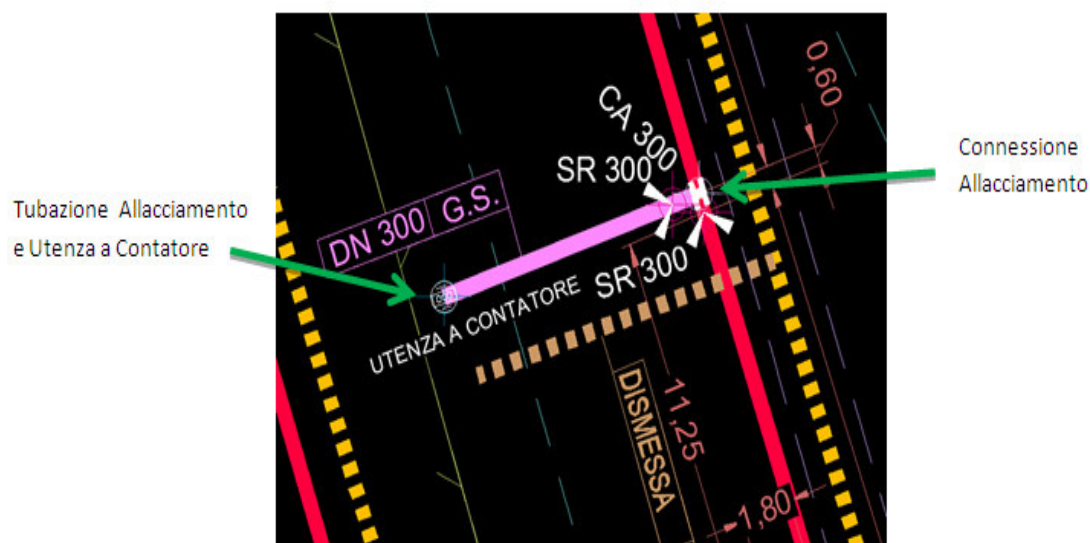 0,60
CA 300
SR 300
Connessione
Allacciamento
Tubazione Allacciamento
e Utenza a Contatore
DN 300 G.S.
SR 300
UTENZA A CONTATORE
DISMESSA
11,25
1,80